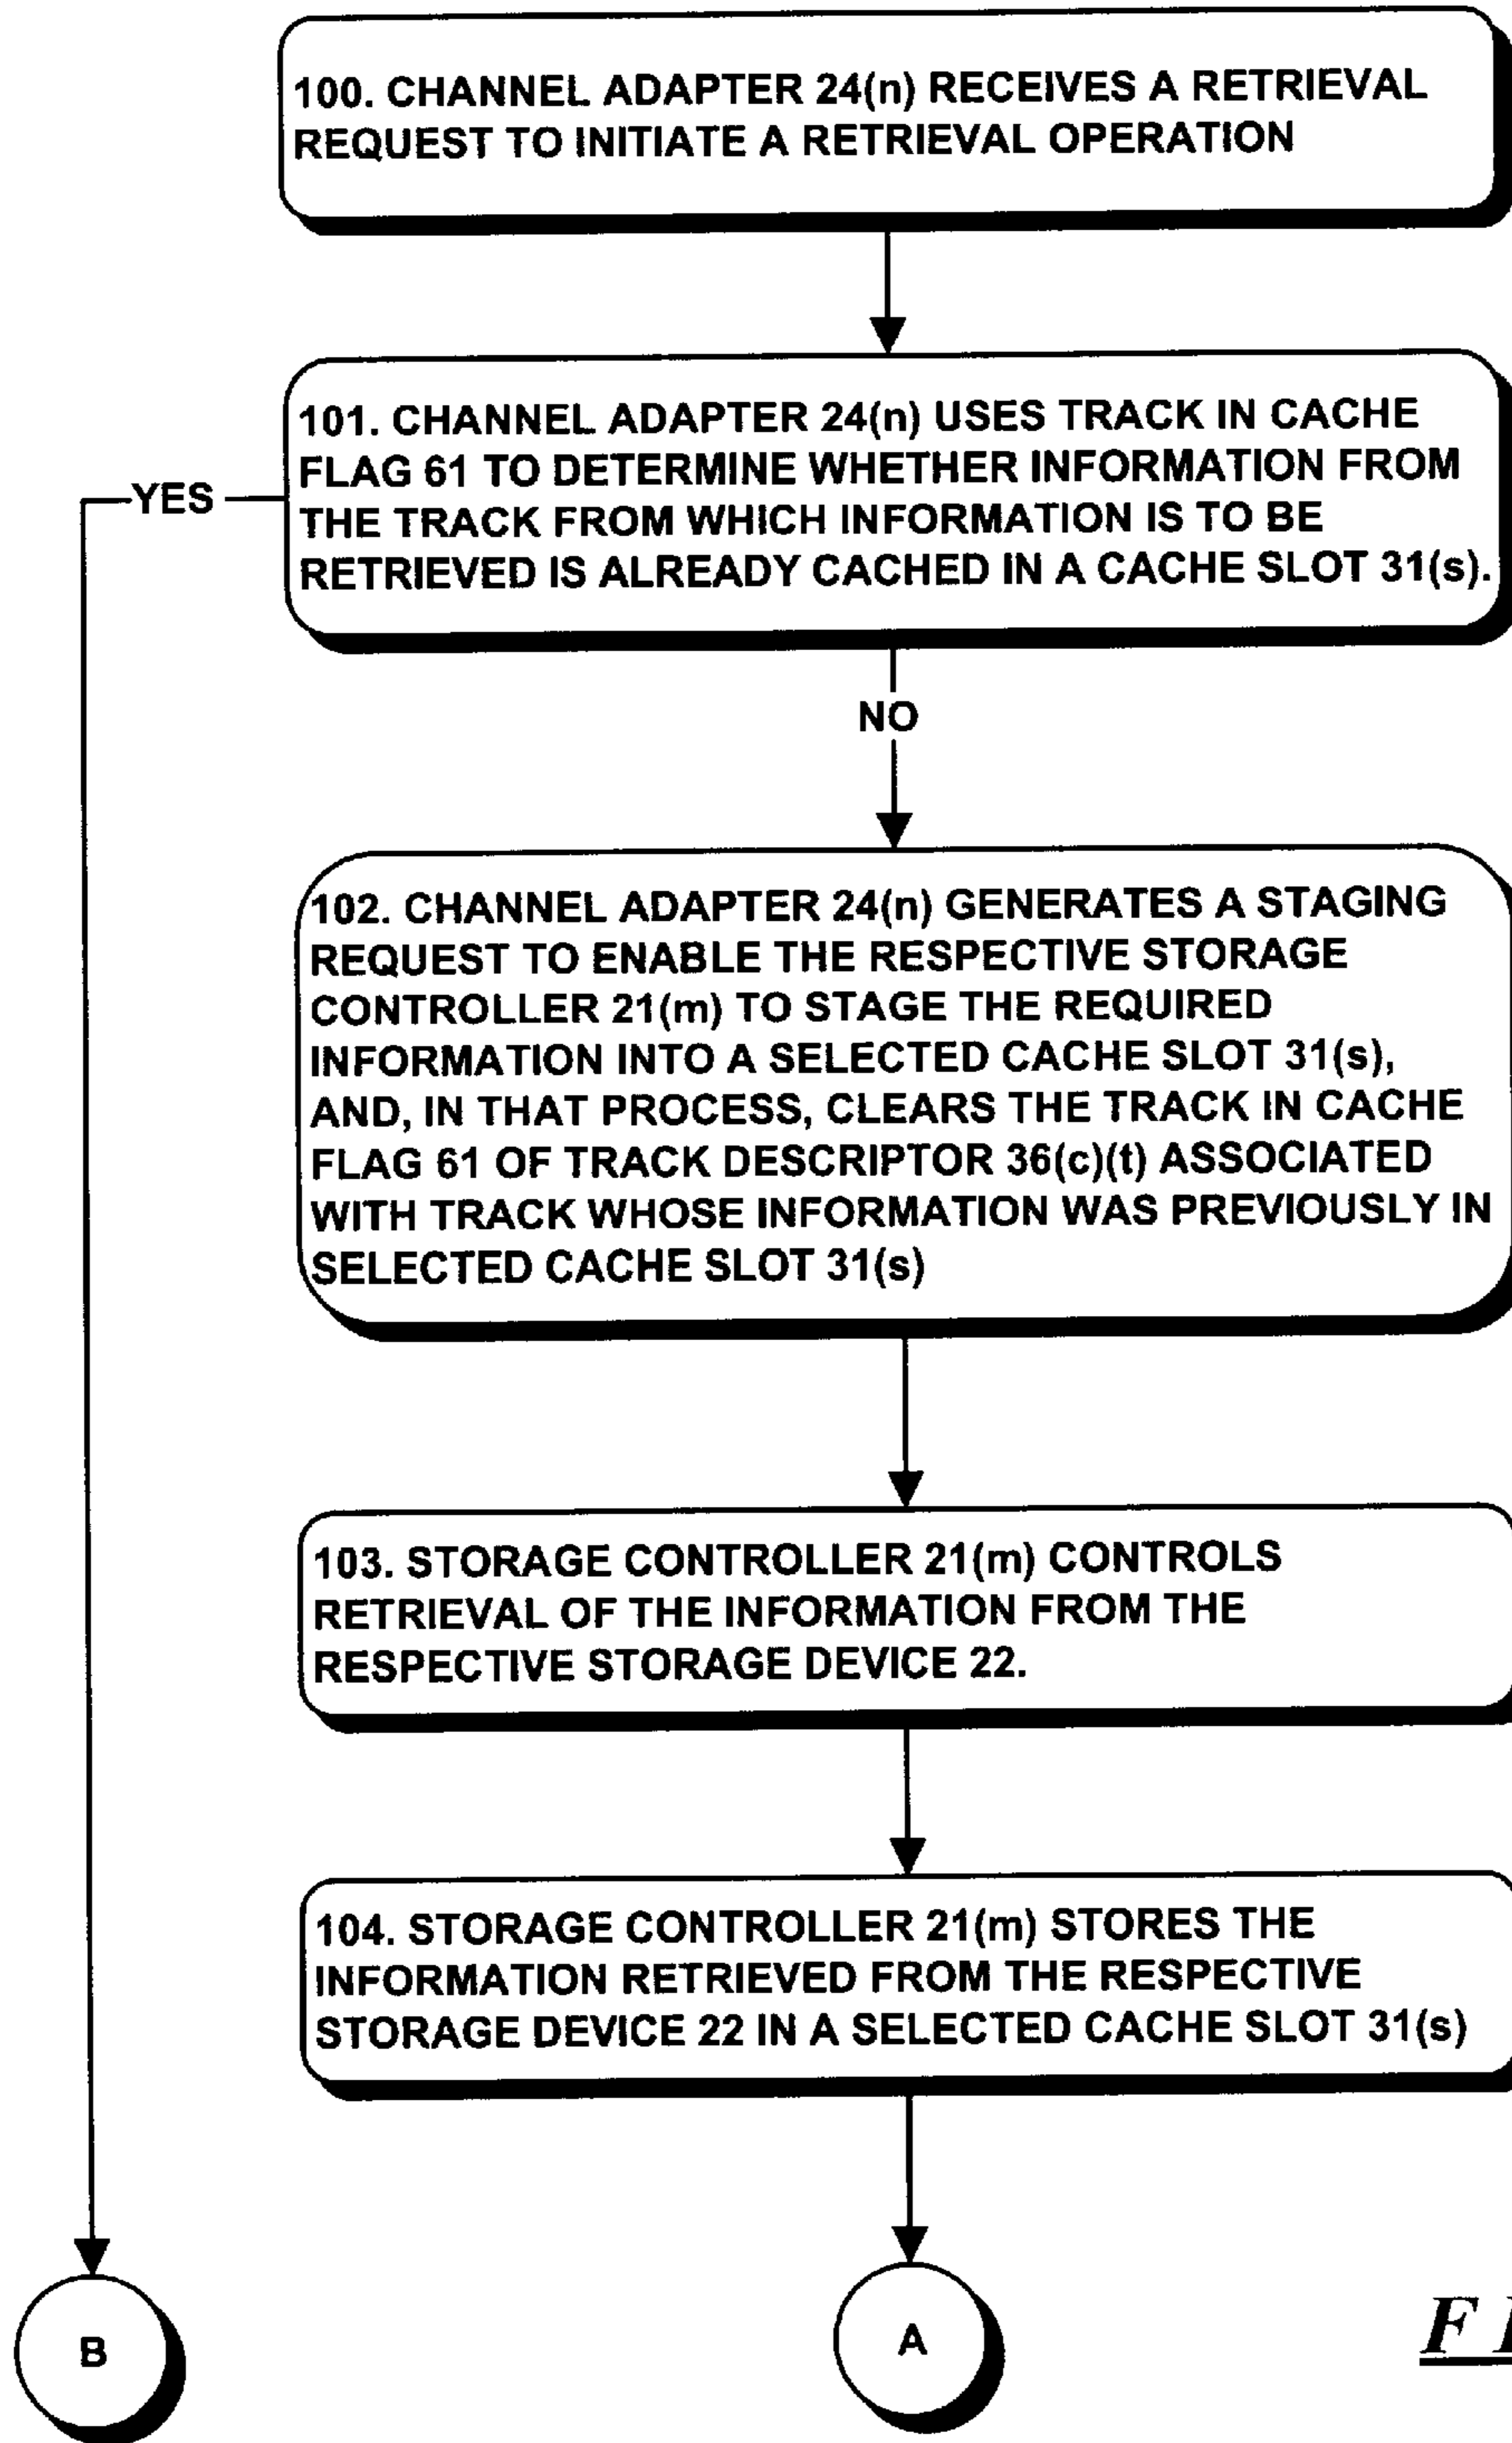 100. CHANNEL ADAPTER 24(n) RECEIVES A RETRIEVAL
REQUEST TO INITIATE A RETRIEVAL OPERATION
101. CHANNEL ADAPTER 24(n) USES TRACK IN CACHE
FLAG 61 TO DETERMINE WHETHER INFORMATION FROM
THE TRACK FROM WHICH INFORMATION IS TO BE
RETRIEVED IS ALREADY CACHED IN A CACHE SLOT 31(s).
YES
NO
102. CHANNEL ADAPTER 24(n) GENERATES A STAGING
REQUEST TO ENABLE THE RESPECTIVE STORAGE
CONTROLLER 21(m) TO STAGE THE REQUIRED
INFORMATION INTO A SELECTED CACHE SLOT 31(s),
AND, IN THAT PROCESS, CLEARS THE TRACK IN CACHE
FLAG 61 OF TRACK DESCRIPTOR 36(c)(t) ASSOCIATED
WITH TRACK WHOSE INFORMATION WAS PREVIOUSLY IN
SELECTED CACHE SLOT 31(s)
103. STORAGE CONTROLLER 21(m) CONTROLS
RETRIEVAL OF THE INFORMATION FROM THE
RESPECTIVE STORAGE DEVICE 22.
104. STORAGE CONTROLLER 21(m) STORES THE
INFORMATION RETRIEVED FROM THE RESPECTIVE
STORAGE DEVICE 22 IN A SELECTED CACHE SLOT 31(s)
B
A